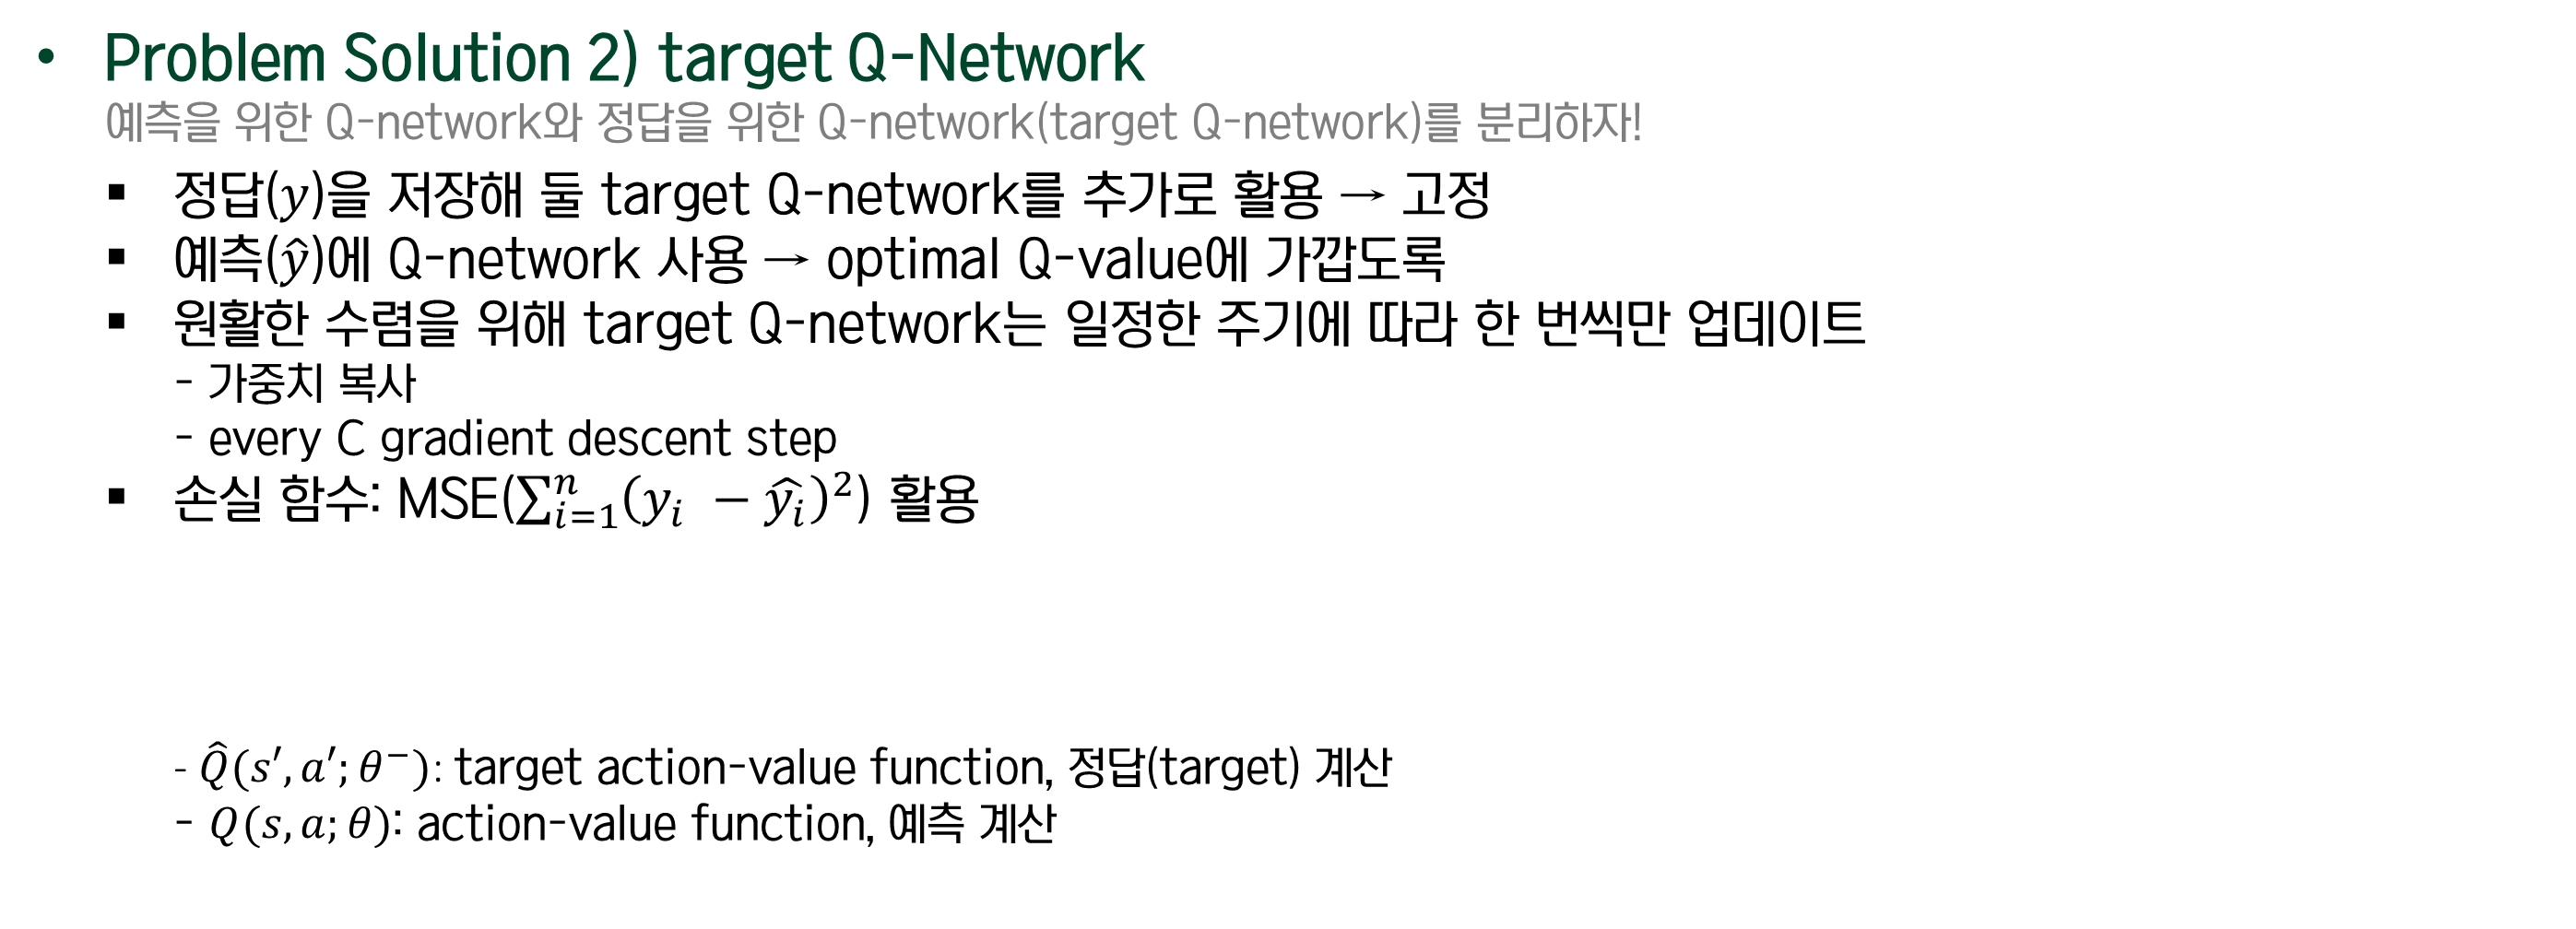 • Problem Solution 2) target Q-Network
예측을 위한 Q-network와 정답을 위한 Q-network(target Q-network)를 분리하자!
▪ 정답(y)을 저장해 둘 target Q-network를 추가로 활용 → 고정
▪ 예측(ŷ)에 Q-network 사용 → optimal Q-value에 가깝도록
▪ 원활한 수렴을 위해 target Q-network는 일정한 주기에 따라 한 번씩만 업데이트
- 가중치 복사
- every C gradient descent step
▪ 손실 함수: MSE(∑ⁿᵢ₌₁(yᵢ − ŷᵢ)²) 활용
- Q̂(s′, a′; θ⁻): target action-value function, 정답(target) 계산
- Q(s, a; θ): action-value function, 예측 계산